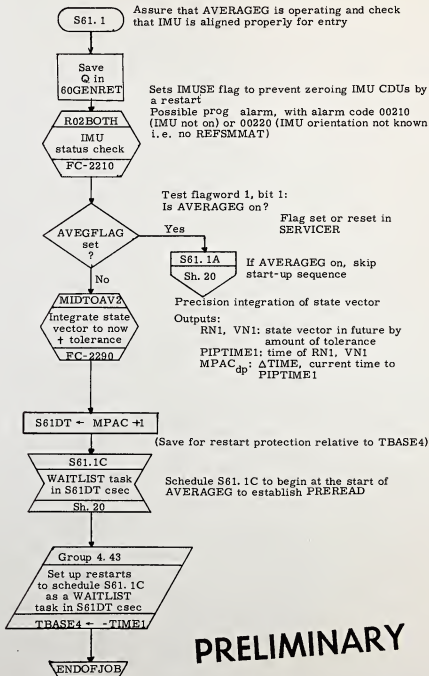 S61.1
Assure that AVERAGEG is operating and check
that IMU is aligned properly for entry
Save
Q in
60GENRET
Sets IMUSE flag to prevent zeroing IMU CDUs by
a restart
Possible prog alarm, with alarm code 00210
(IMU not on) or 00220 (IMU orientation not known
i.e. no REFSMMAT)
R02BOTH
IMU
status check
FC-2210
Test flagword 1, bit 1:
Is AVERAGEG on?
Flag set or reset in
SERVICER
AVEGFLAG
set
?
Yes
No
S61.1A
Sh. 20
If AVERAGEG on, skip
start-up sequence
MIDTOAV2
Integrate state
vector to now
+ tolerance
FC-2290
Precision integration of state vector
Outputs:
RN1, VN1: state vector in future by
amount of tolerance
PIPTIME1: time of RN1, VN1
MPACdp: ΔTIME, current time to
PIPTIME1
S61DT ← MPAC +1
(Save for restart protection relative to TBASE4)
S61.1C
WAITLIST task
in S61DT csec
Sh. 20
Schedule S61.1C to begin at the start of
AVERAGEG to establish PREREAD
Group 4.43
Set up restarts
to schedule S61.1C
as a WAITLIST
task in S61DT csec
TBASE4 ← -TIME1
ENDOFJOB
PRELIMINARY